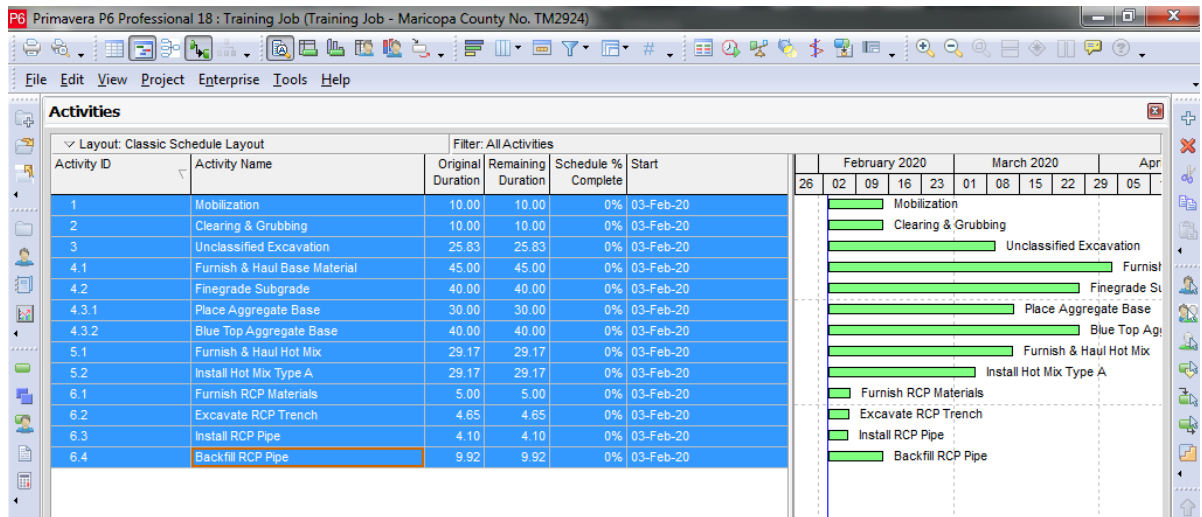 P6 Primavera P6 Professional 18 : Training Job (Training Job - Maricopa County No. TM2924)
File Edit View Project Enterprise Tools Help
Activities
Layout: Classic Schedule Layout Filter: All Activities
Activity ID Activity Name Original Duration Remaining Duration Schedule % Complete Start February 2020 March 2020 Apr
26 02 09 16 23 01 08 15 22 29 05
1 Mobilization 10.00 10.00 0% 03-Feb-20 Mobilization
2 Clearing & Grubbing 10.00 10.00 0% 03-Feb-20 Clearing & Grubbing
3 Unclassified Excavation 25.83 25.83 0% 03-Feb-20 Unclassified Excavation
4.1 Furnish & Haul Base Material 45.00 45.00 0% 03-Feb-20 Furnish
4.2 Finegrade Subgrade 40.00 40.00 0% 03-Feb-20 Finegrade Su
4.3.1 Place Aggregate Base 30.00 30.00 0% 03-Feb-20 Place Aggregate Base
4.3.2 Blue Top Aggregate Base 40.00 40.00 0% 03-Feb-20 Blue Top Agg
5.1 Furnish & Haul Hot Mix 29.17 29.17 0% 03-Feb-20 Furnish & Haul Hot Mix
5.2 Install Hot Mix Type A 29.17 29.17 0% 03-Feb-20 Install Hot Mix Type A
6.1 Furnish RCP Materials 5.00 5.00 0% 03-Feb-20 Furnish RCP Materials
6.2 Excavate RCP Trench 4.65 4.65 0% 03-Feb-20 Excavate RCP Trench
6.3 Install RCP Pipe 4.10 4.10 0% 03-Feb-20 Install RCP Pipe
6.4 Backfill RCP Pipe 9.92 9.92 0% 03-Feb-20 Backfill RCP Pipe